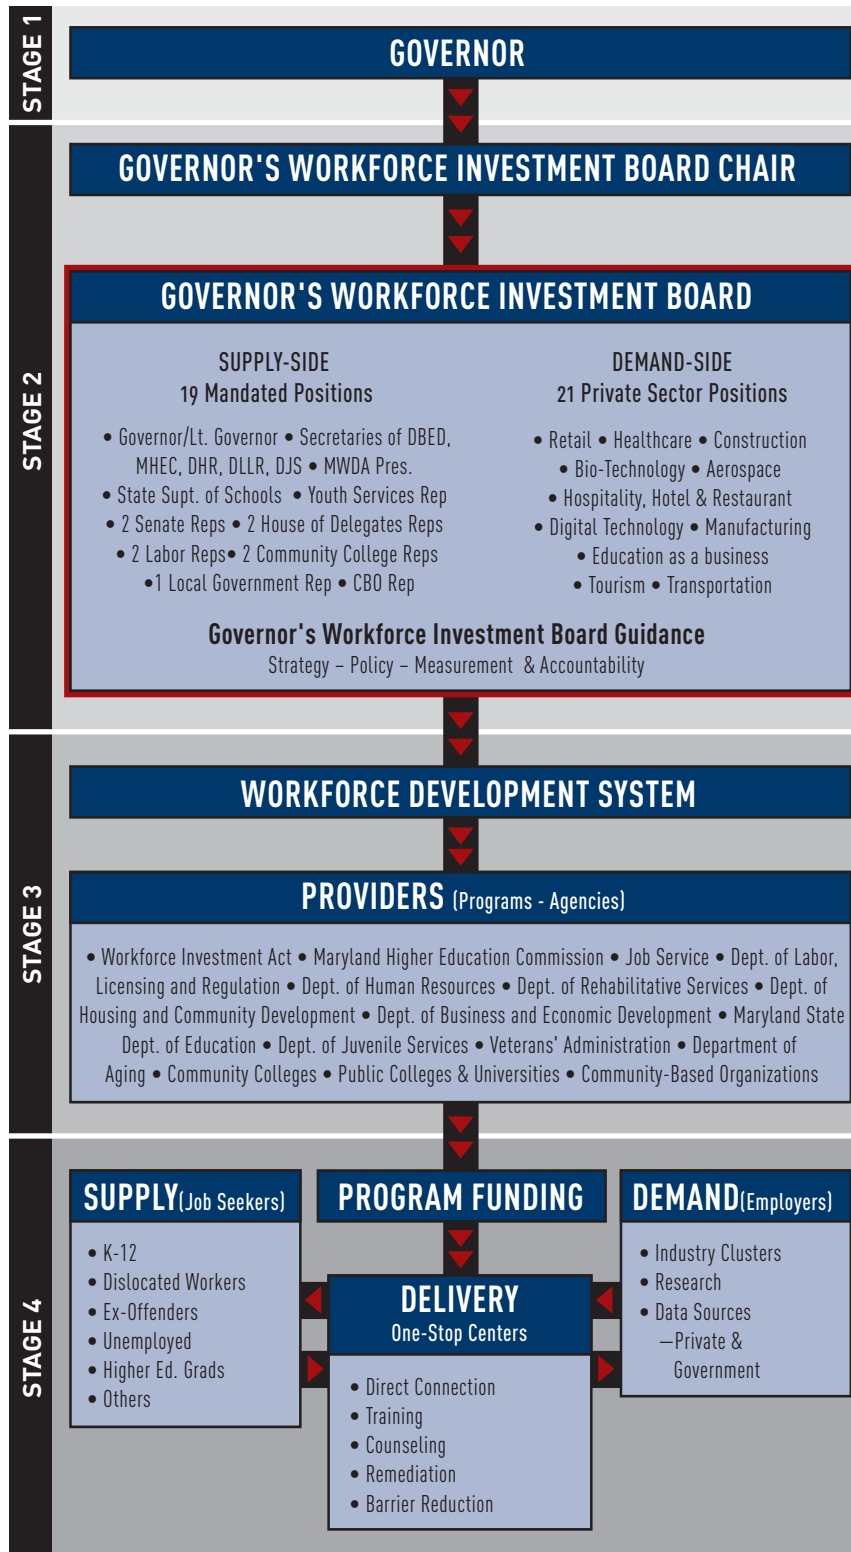 STAGE 1
GOVERNOR
STAGE 2
GOVERNOR'S WORKFORCE INVESTMENT BOARD CHAIR
GOVERNOR'S WORKFORCE INVESTMENT BOARD
SUPPLY-SIDE
19 Mandated Positions
• Governor/Lt. Governor • Secretaries of DBED,
MHEC, DHR, DLLR, DJS • MWDA Pres.
• State Supt. of Schools • Youth Services Rep
• 2 Senate Reps • 2 House of Delegates Reps
• 2 Labor Reps• 2 Community College Reps
•1 Local Government Rep • CBO Rep
DEMAND-SIDE
21 Private Sector Positions
• Retail • Healthcare • Construction
• Bio-Technology • Aerospace
• Hospitality, Hotel & Restaurant
• Digital Technology • Manufacturing
• Education as a business
• Tourism • Transportation
Governor's Workforce Investment Board Guidance
Strategy – Policy – Measurement & Accountability
STAGE 3
WORKFORCE DEVELOPMENT SYSTEM
PROVIDERS (Programs - Agencies)
• Workforce Investment Act • Maryland Higher Education Commission • Job Service • Dept. of Labor,
Licensing and Regulation • Dept. of Human Resources • Dept. of Rehabilitative Services • Dept. of
Housing and Community Development • Dept. of Business and Economic Development • Maryland State
Dept. of Education • Dept. of Juvenile Services • Veterans' Administration • Department of
Aging • Community Colleges • Public Colleges & Universities • Community-Based Organizations
STAGE 4
SUPPLY(Job Seekers)
• K-12
• Dislocated Workers
• Ex-Offenders
• Unemployed
• Higher Ed. Grads
• Others
PROGRAM FUNDING
DELIVERY
One-Stop Centers
• Direct Connection
• Training
• Counseling
• Remediation
• Barrier Reduction
DEMAND(Employers)
• Industry Clusters
• Research
• Data Sources
—Private &
Government